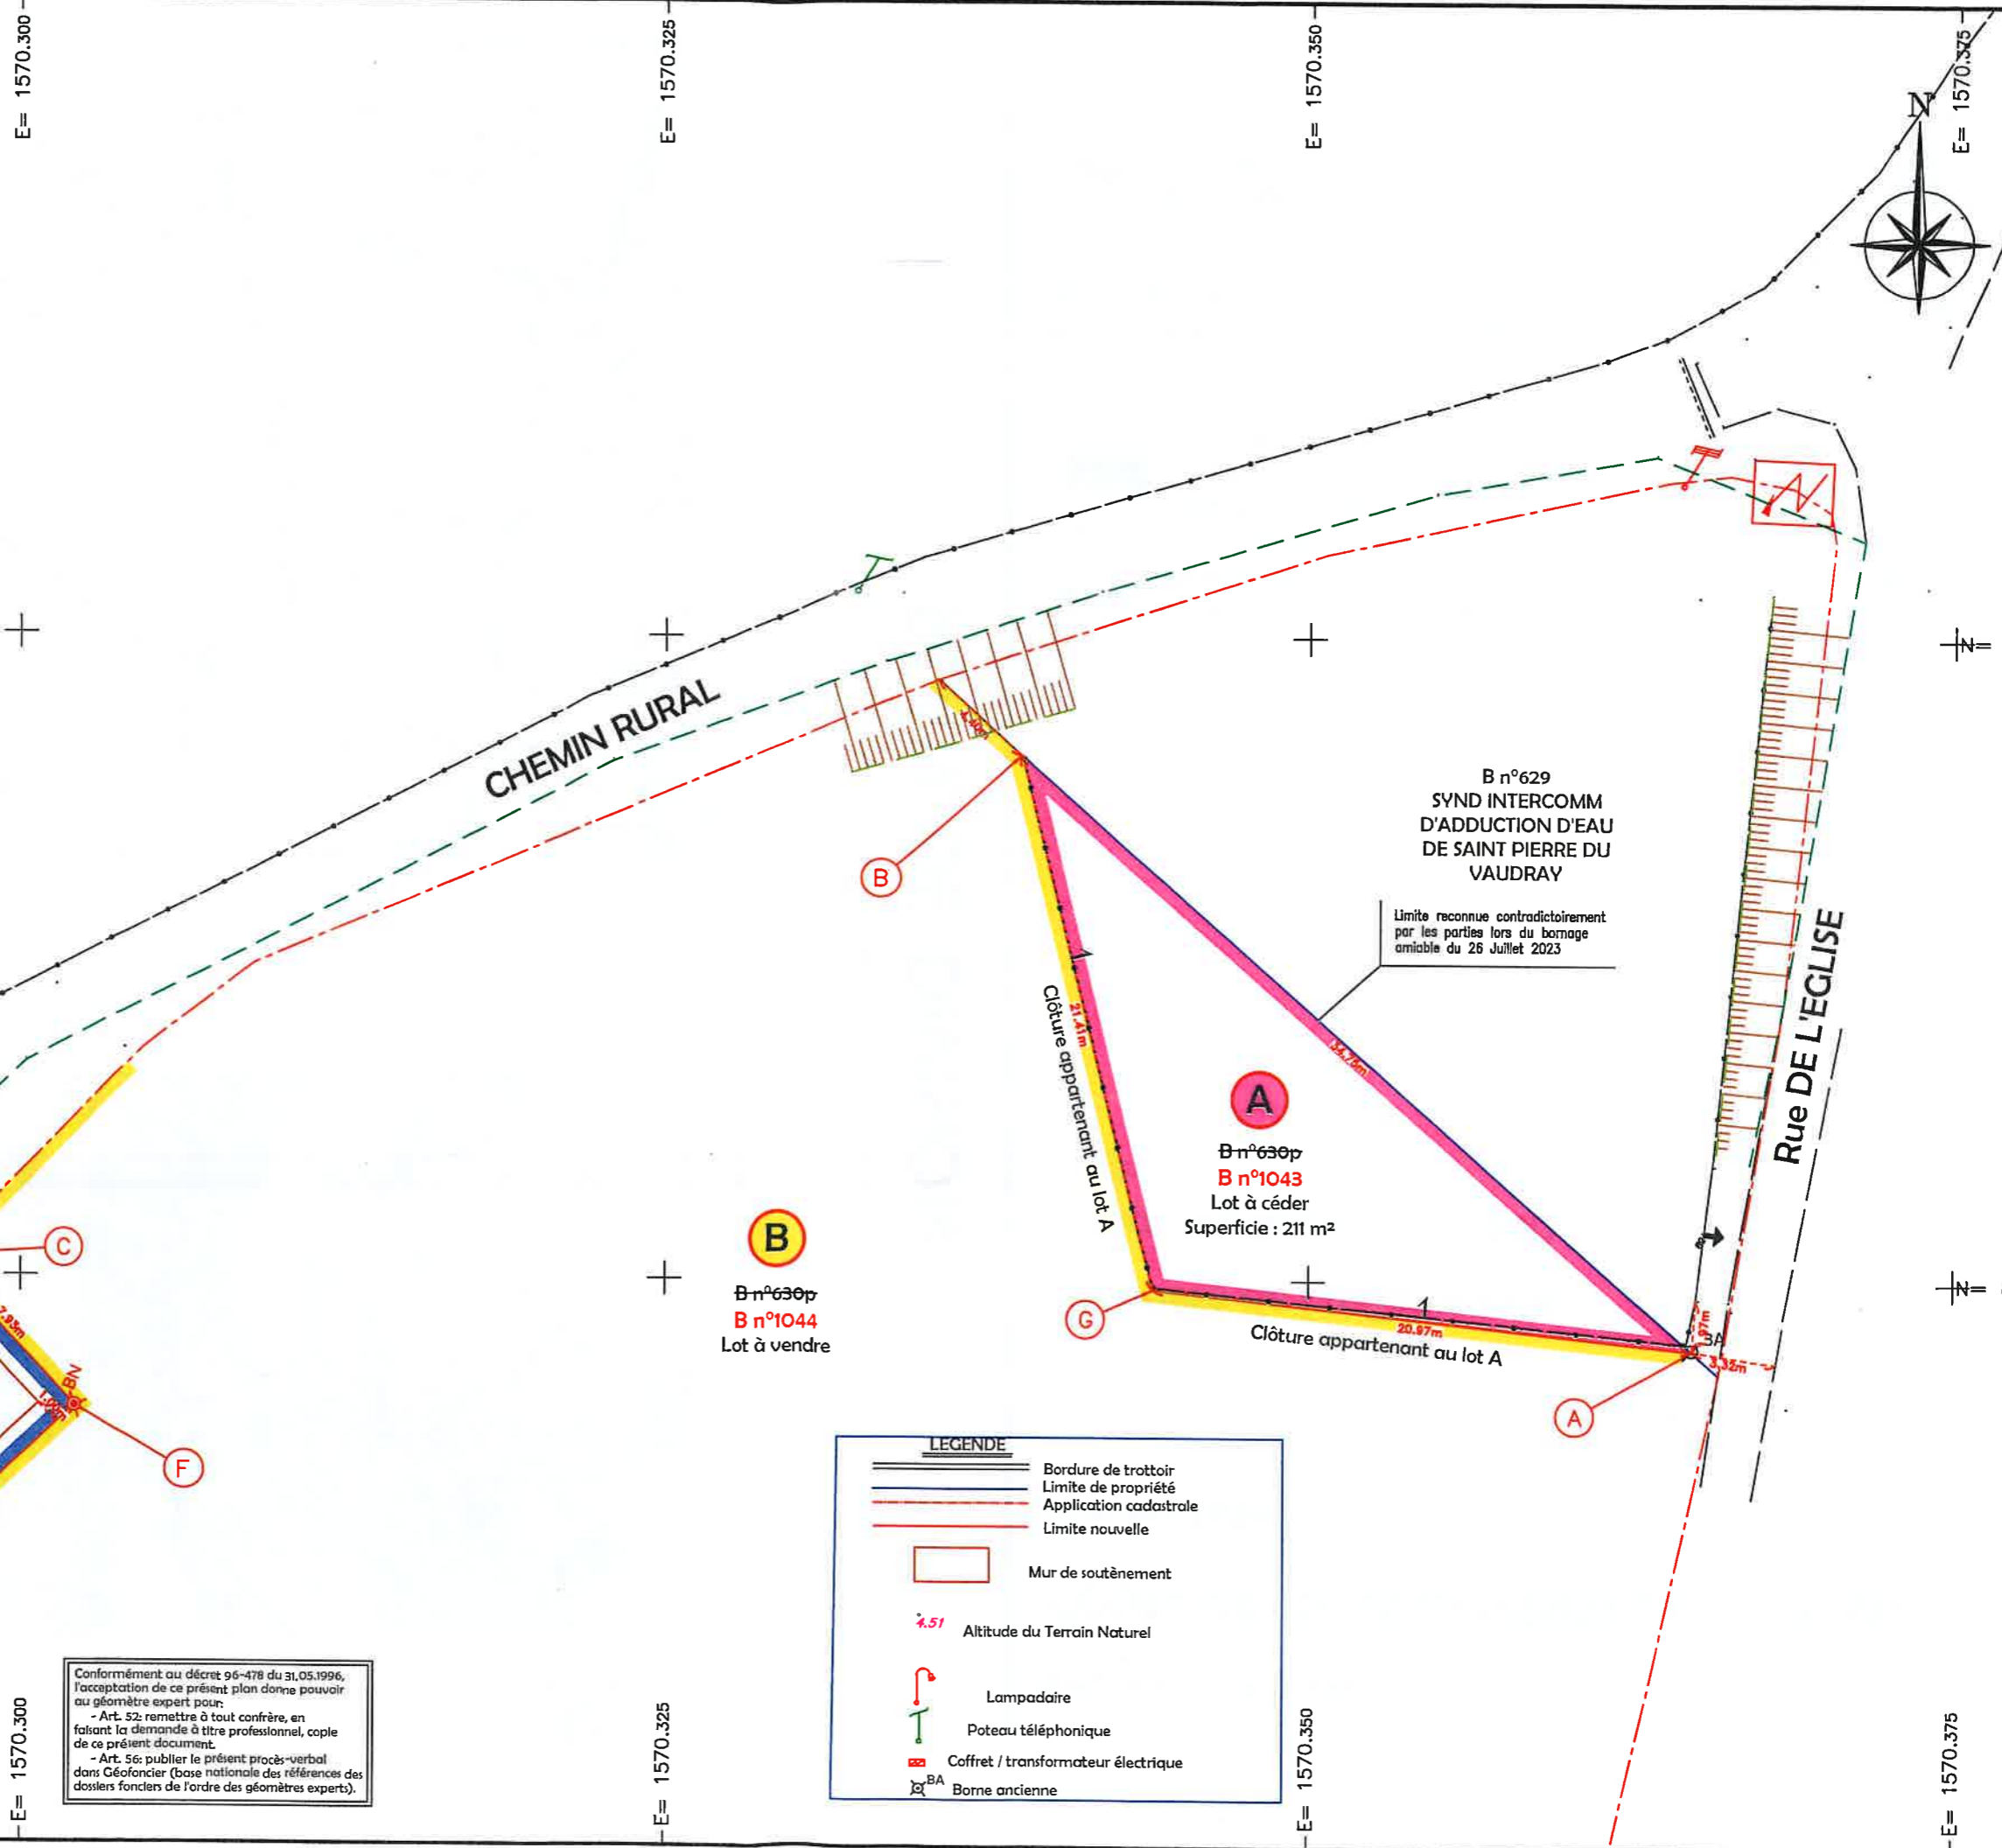 E= 1570.300
E= 1570.325
E= 1570.350
E= 1570.375
N
CHEMIN RURAL
B n°629
SYND INTERCOMM
D'ADDUCTION D'EAU
DE SAINT PIERRE DU
VAUDRAY
B
Limite reconnue contradictoirement
par les parties lors du bornage
amiable du 26 Juillet 2023
Rue DE L'EGLISE
21.41m
34.75m
Clôture appartenant au lot A
A
B n°630p
B n°1043
Lot à céder
Superficie : 211 m²
B
B n°630p
B n°1044
Lot à vendre
C
G
20.97m
Clôture appartenant au lot A
BA
3.32m
A
BN
1.00m
F
N=
N=
LEGENDE
Bordure de trottoir
Limite de propriété
Application cadastrale
Limite nouvelle
Mur de soutènement
4.51 Altitude du Terrain Naturel
Lampadaire
Poteau téléphonique
Coffret / transformateur électrique
BA Borne ancienne
Conformément au décret 96-478 du 31.05.1996,
l'acceptation de ce présent plan donne pouvoir
au géomètre expert pour:
- Art. 52: remettre à tout confrère, en
faisant la demande à titre professionnel, copie
de ce présent document.
- Art. 56: publier le présent procès-verbal
dans Géofoncier (base nationale des références des
dossiers fonciers de l'ordre des géomètres experts).
E= 1570.300
E= 1570.325
E= 1570.350
E= 1570.375